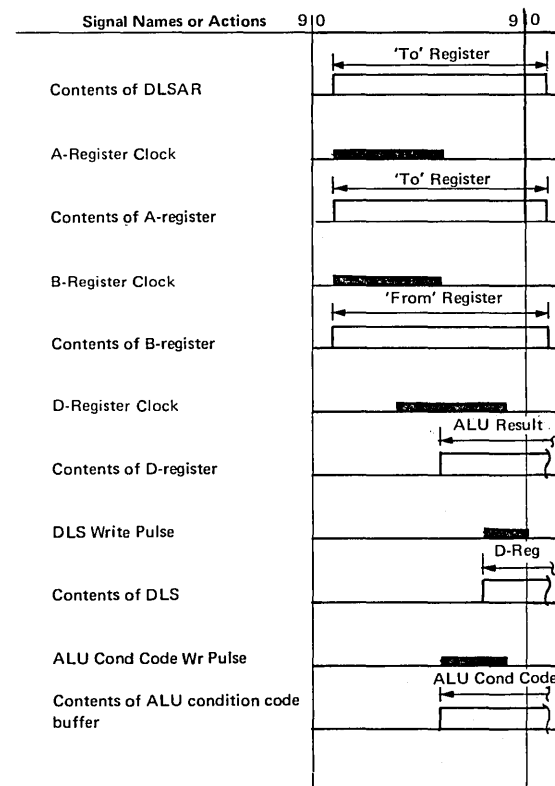 Signal Names or Actions 9 0 9 0
'To' Register
Contents of DLSAR
A-Register Clock
'To' Register
Contents of A-register
B-Register Clock
'From' Register
Contents of B-register
D-Register Clock
ALU Result
Contents of D-register
DLS Write Pulse
D-Reg
Contents of DLS
ALU Cond Code Wr Pulse
ALU Cond Code
Contents of ALU condition code
buffer